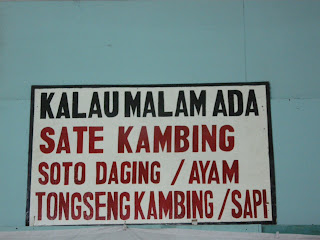 KALAU MALAM ADA
SATE KAMBING
SOTO DAGING / AYAM
TONGSENG KAMBING / SAPI